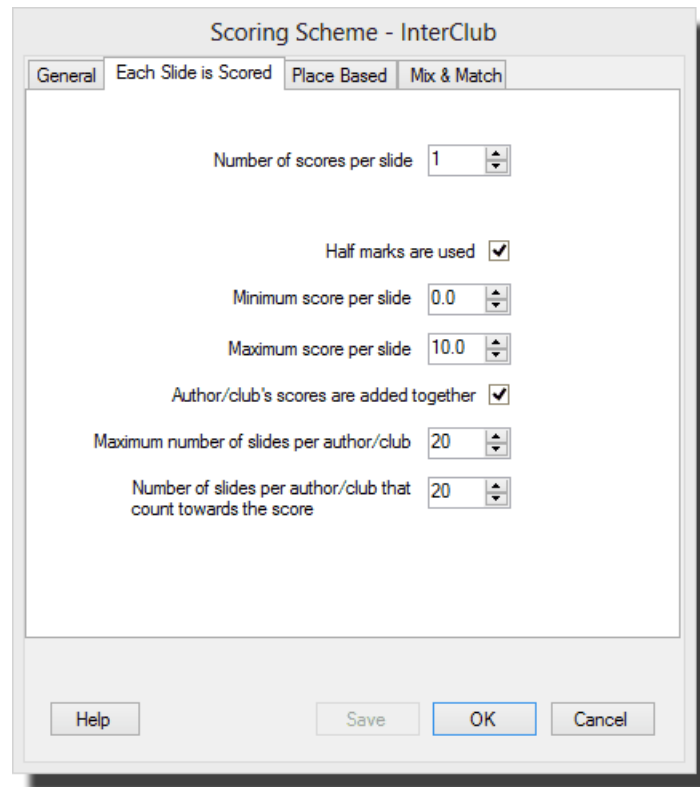 Scoring Scheme - InterClub
General Each Slide is Scored Place Based Mix & Match
Number of scores per slide 1
Half marks are used
Minimum score per slide 0.0
Maximum score per slide 10.0
Author/club's scores are added together
Maximum number of slides per author/club 20
Number of slides per author/club that 20
count towards the score
Help Save OK Cancel